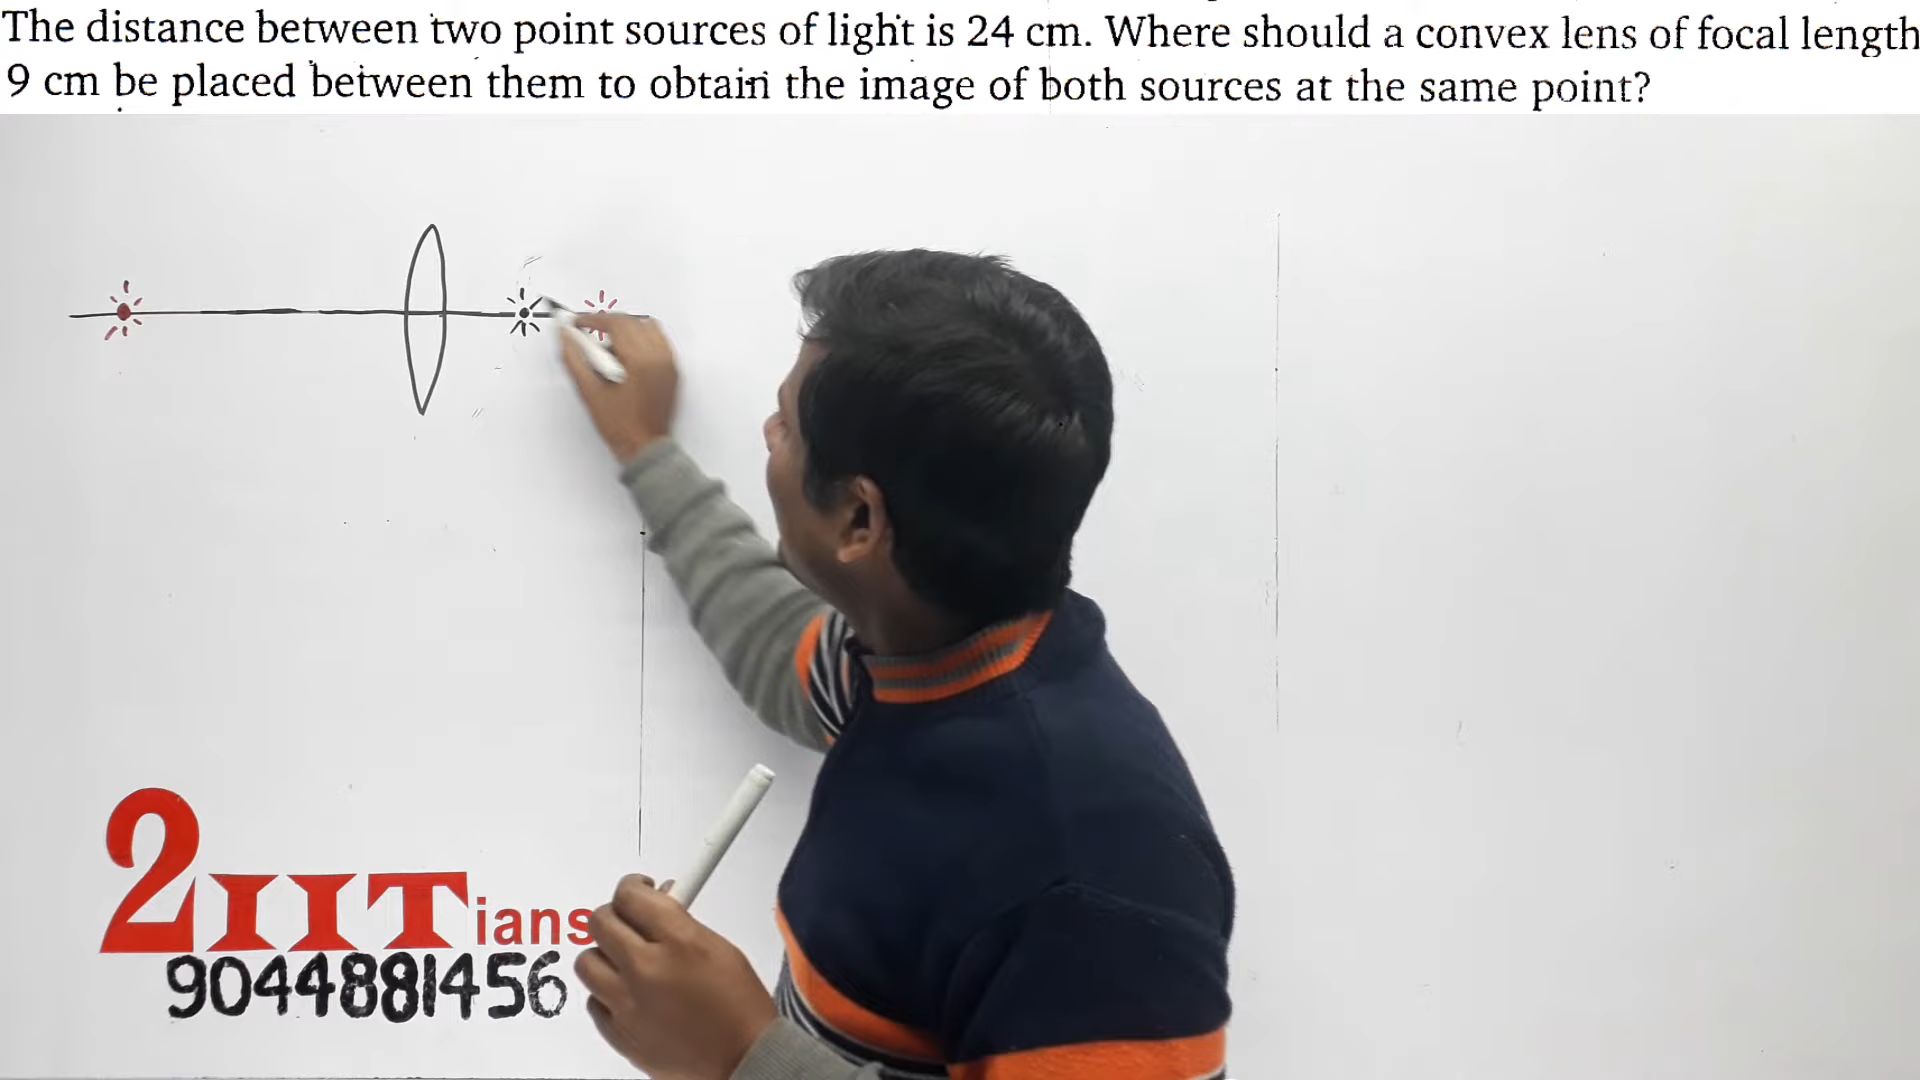 The distance between two point sources of light is 24 cm. Where should a convex lens of focal length
9 cm be placed between them to obtain the image of both sources at the same point?
2IITians
9044881456